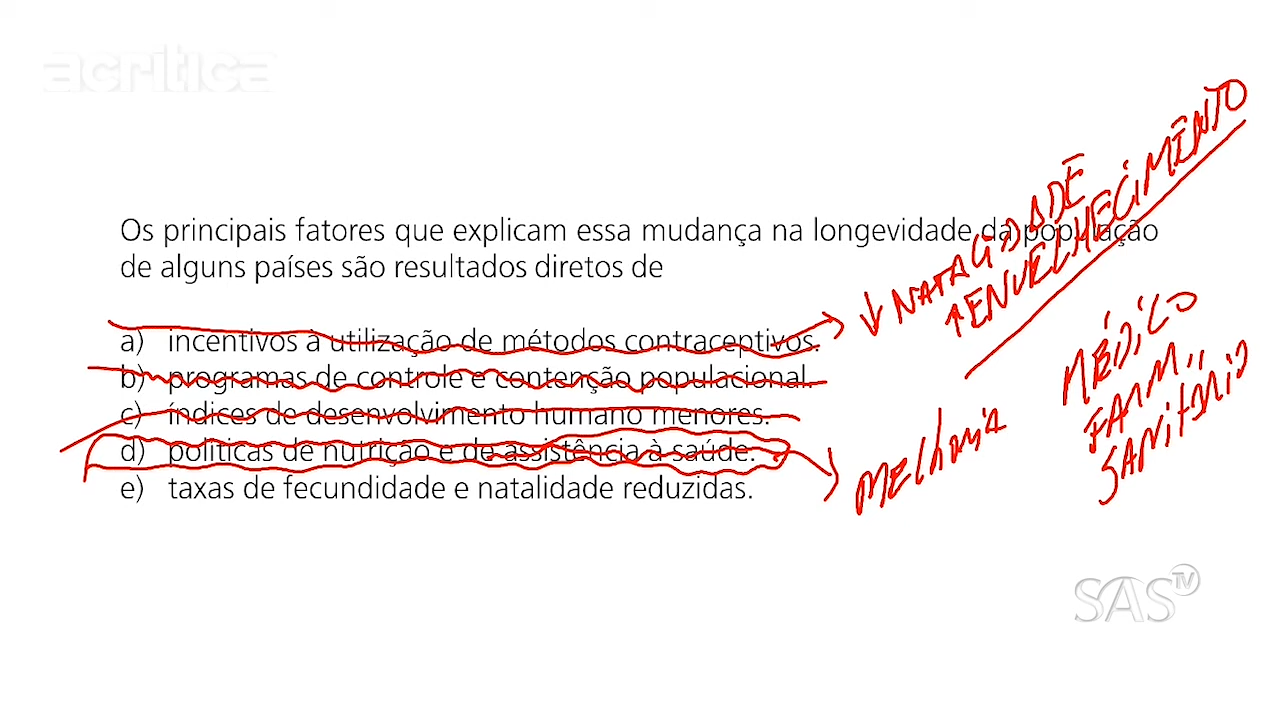 acritica
Os principais fatores que explicam essa mudança na longevidade da população
de alguns países são resultados diretos de
a) incentivos à utilização de métodos contraceptivos.
b) programas de controle e contenção populacional.
c) índices de desenvolvimento humano menores.
d) políticas de nutrição e de assistência à saúde.
e) taxas de fecundidade e natalidade reduzidas.
↓ NATALIDADE
↑ ENVELHECIMENTO
MELHORIA
MÉDICO
SANITÁRIO
SAS TV